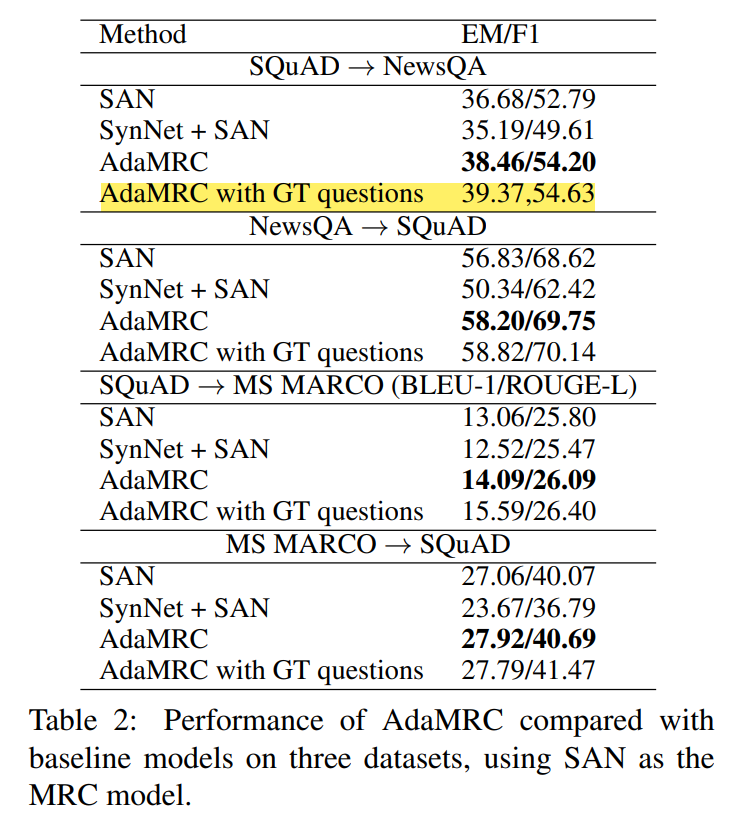 Method EM/F1
SQuAD → NewsQA
SAN 36.68/52.79
SynNet + SAN 35.19/49.61
AdaMRC 38.46/54.20
AdaMRC with GT questions 39.37,54.63
NewsQA → SQuAD
SAN 56.83/68.62
SynNet + SAN 50.34/62.42
AdaMRC 58.20/69.75
AdaMRC with GT questions 58.82/70.14
SQuAD → MS MARCO (BLEU-1/ROUGE-L)
SAN 13.06/25.80
SynNet + SAN 12.52/25.47
AdaMRC 14.09/26.09
AdaMRC with GT questions 15.59/26.40
MS MARCO → SQuAD
SAN 27.06/40.07
SynNet + SAN 23.67/36.79
AdaMRC 27.92/40.69
AdaMRC with GT questions 27.79/41.47
Table 2: Performance of AdaMRC compared with
baseline models on three datasets, using SAN as the
MRC model.